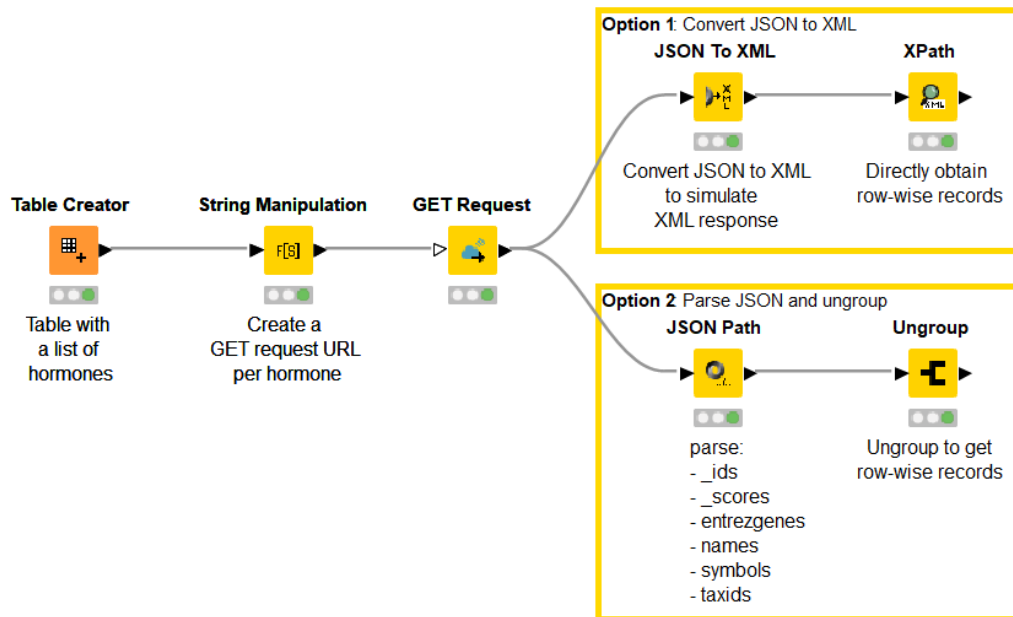 Option 1: Convert JSON to XML
JSON To XML
XPath
Convert JSON to XML
to simulate
XML response
Directly obtain
row-wise records
Table Creator
String Manipulation
GET Request
F[S]
XML
XML
Table with
a list of
hormones
Create a
GET request URL
per hormone
Option 2: Parse JSON and ungroup
JSON Path
Ungroup
parse:
- _ids
- _scores
- entrezgenes
- names
- symbols
- taxids
Ungroup to get
row-wise records